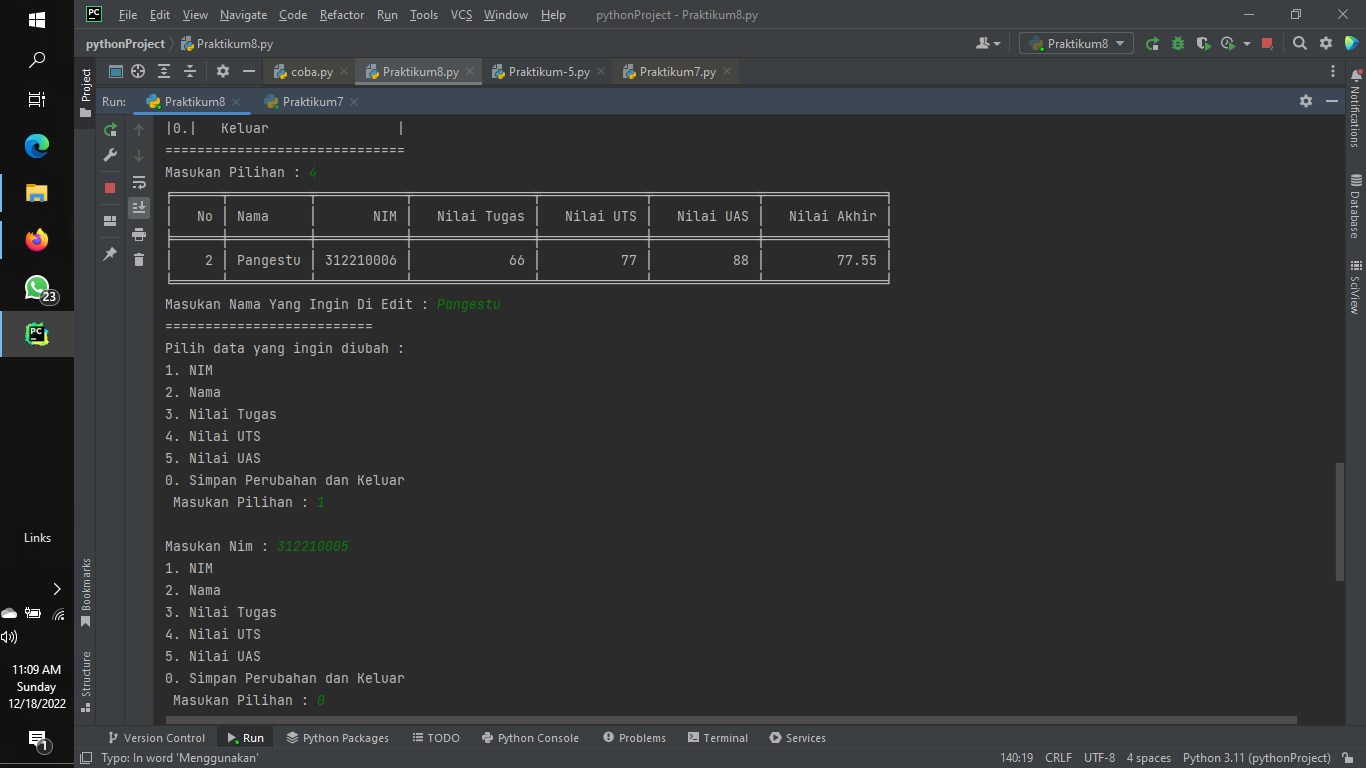 File Edit View Navigate Code Refactor Run Tools VCS Window Help pythonProject - Praktikum8.py
pythonProject Praktikum8.py Praktikum8
Project coba.py Praktikum8.py Praktikum-5.py Praktikum7.py
Run: Praktikum8 Praktikum7
|0.| Keluar |
==============================
Masukan Pilihan : 4
No Nama NIM Nilai Tugas Nilai UTS Nilai UAS Nilai Akhir
2 Pangestu 312210006 66 77 88 77.55
Masukan Nama Yang Ingin Di Edit : Pangestu
==========================
Pilih data yang ingin diubah :
1. NIM
2. Nama
3. Nilai Tugas
4. Nilai UTS
5. Nilai UAS
0. Simpan Perubahan dan Keluar
Masukan Pilihan : 1
Masukan Nim : 312210005
1. NIM
2. Nama
3. Nilai Tugas
4. Nilai UTS
5. Nilai UAS
0. Simpan Perubahan dan Keluar
Masukan Pilihan : 0
Version Control Run Python Packages TODO Python Console Problems Terminal Services
Typo: In word 'Menggunakan' 140:19 CRLF UTF-8 4 spaces Python 3.11 (pythonProject)
Notifications
Database
SciView
Bookmarks
Structure
PC
23
PC
Links
11:09 AM
Sunday
12/18/2022
1